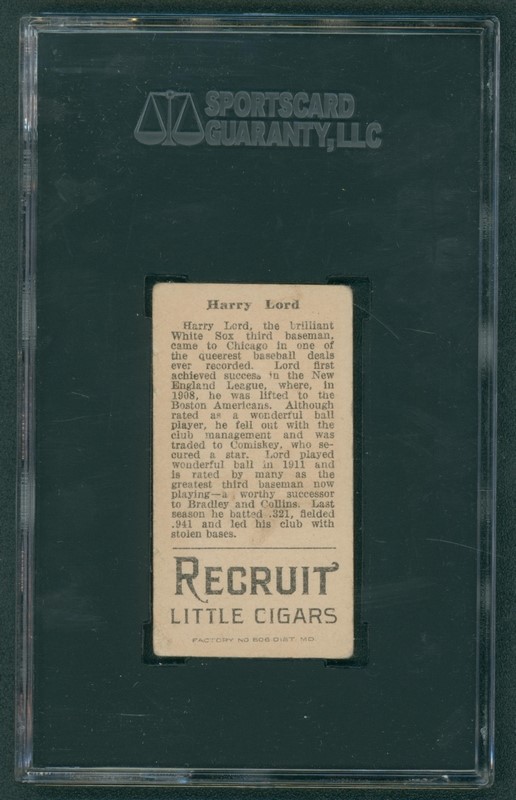 SPORTSCARD
GUARANTY, LLC
Harry Lord
Harry Lord, the brilliant
White Sox third baseman,
came to Chicago in one of
the queerest baseball deals
ever recorded. Lord first
achieved success in the New
England League, where, in
1908, he was lifted to the
Boston Americans. Although
rated as a wonderful ball
player, he fell out with the
club management and was
traded to Comiskey, who se-
cured a star. Lord played
wonderful ball in 1911 and
is rated by many as the
greatest third baseman now
playing—a worthy successor
to Bradley and Collins. Last
season he batted .321, fielded
.941 and led his club with
stolen bases.
RECRUIT
LITTLE CIGARS
FACTORY NO 606 DIST. MD.